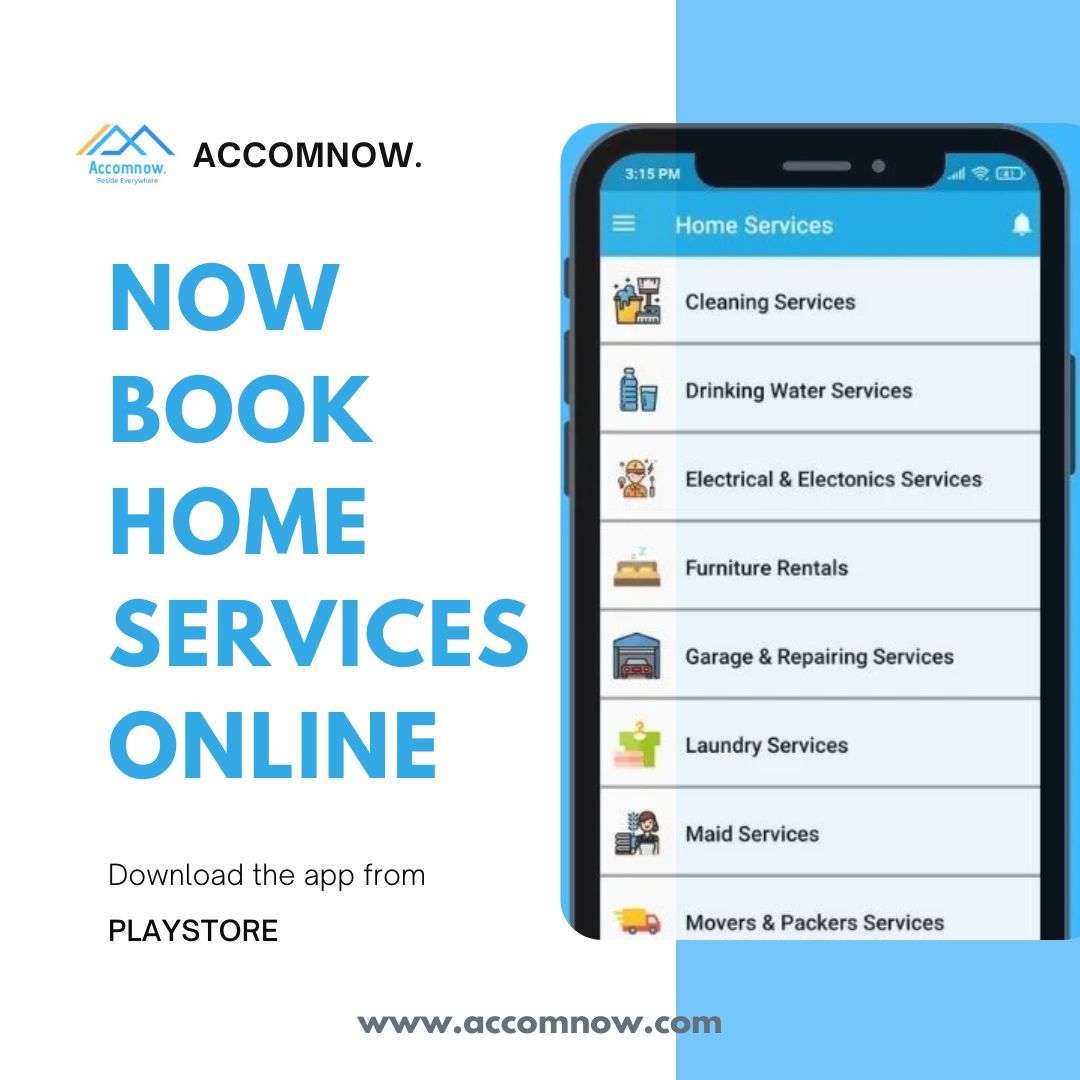 Accomnow.
Reside Everywhere
ACCOMNOW.
NOW
BOOK
HOME
SERVICES
ONLINE
Download the app from
PLAYSTORE
3:15 PM
41
Home Services
Cleaning Services
Drinking Water Services
Electrical & Electonics Services
Furniture Rentals
Garage & Repairing Services
Laundry Services
Maid Services
Movers & Packers Services
www.accomnow.com